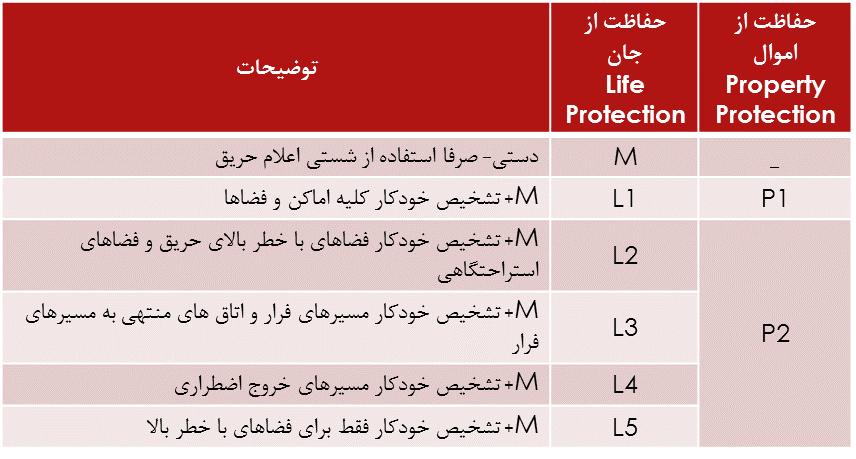 حفاظت از
اموال
Property
Protection
حفاظت از
جان
Life
Protection
توضیحات
_
M
دستی- صرفا استفاده از شستی اعلام حریق
P1
L1
M+ تشخیص خودکار کلیه اماکن و فضاها
P2
L2
M+ تشخیص خودکار فضاهای با خطر بالای حریق و فضاهای
استراحتگاهی
L3
M+ تشخیص خودکار مسیرهای فرار و اتاق های منتهی به مسیرهای
فرار
L4
M+ تشخیص خودکار مسیرهای خروج اضطراری
L5
M+ تشخیص خودکار فقط برای فضاهای با خطر بالا